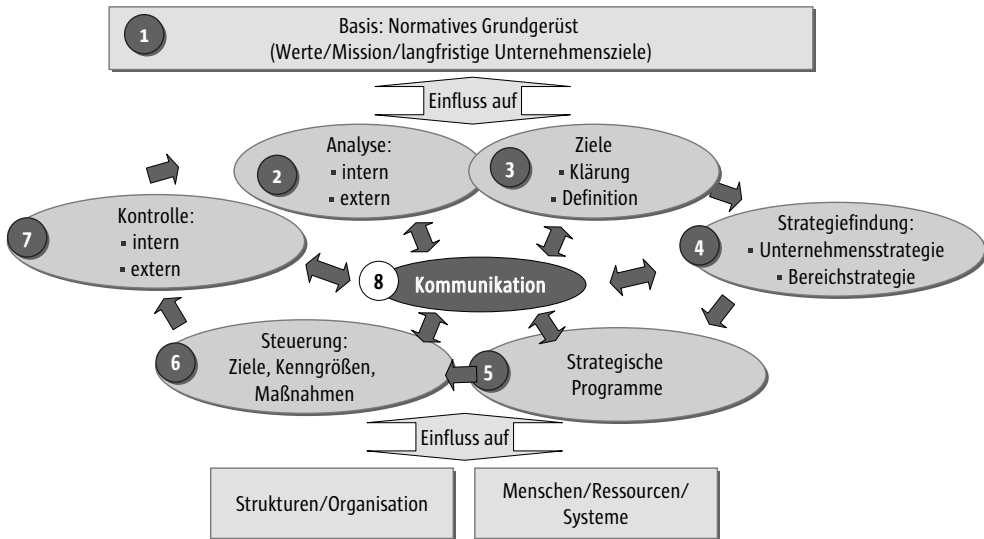 1
Basis: Normatives Grundgerüst
(Werte/Mission/langfristige Unternehmensziele)
Einfluss auf
2
Analyse:
▪ intern
▪ extern
3
Ziele
▪ Klärung
▪ Definition
4
Strategiefindung:
▪ Unternehmensstrategie
▪ Bereichstrategie
7
Kontrolle:
▪ intern
▪ extern
8
Kommunikation
6
Steuerung:
Ziele, Kenngrößen,
Maßnahmen
5
Strategische
Programme
Einfluss auf
Strukturen/Organisation
Menschen/Ressourcen/
Systeme